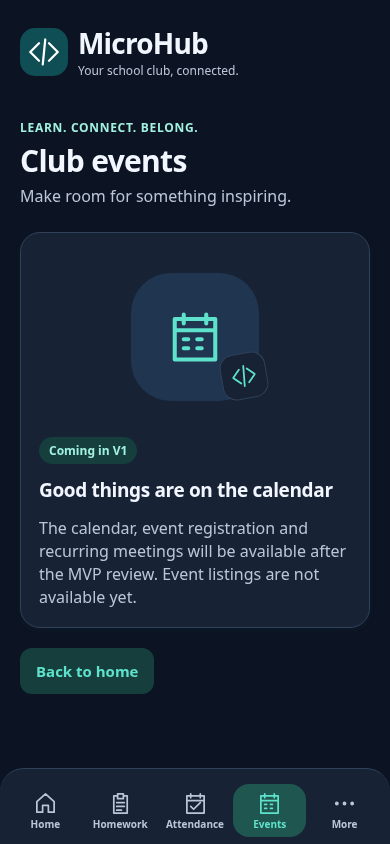 MicroHub
Your school club, connected.
LEARN. CONNECT. BELONG.
Club events
Make room for something inspiring.
Coming in V1
Good things are on the calendar
The calendar, event registration and
recurring meetings will be available after
the MVP review. Event listings are not
available yet.
Back to home
Home
Homework
Attendance
Events
More